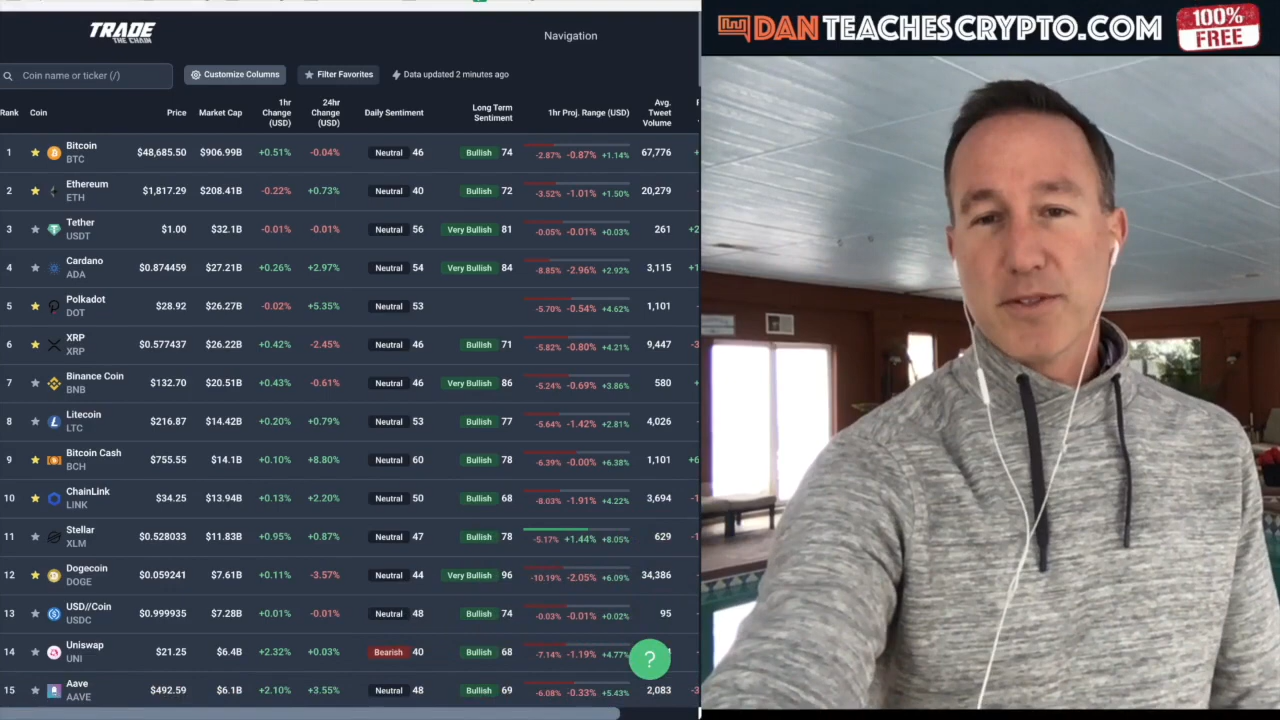 TRADE
THE CHAIN
Navigation
DAN TEACHESCRYPTO.COM
100%
FREE
Coin name or ticker (/)
Customize Columns
Filter Favorites
Data updated 2 minutes ago
Rank Coin Price Market Cap 1hr Change (USD) 24hr Change (USD) Daily Sentiment Long Term Sentiment 1hr Proj. Range (USD) Avg. Tweet Volume
1 Bitcoin BTC $48,685.50 $906.99B +0.51% -0.04% Neutral 46 Bullish 74 -2.87% -0.87% +1.14% 67,776
2 Ethereum ETH $1,817.29 $208.41B -0.22% +0.73% Neutral 40 Bullish 72 -3.52% -1.01% +1.50% 20,279
3 Tether USDT $1.00 $32.1B -0.01% -0.01% Neutral 56 Very Bullish 81 -0.05% -0.01% +0.03% 261 +2
4 Cardano ADA $0.874459 $27.21B +0.26% +2.97% Neutral 54 Very Bullish 84 -8.85% -2.96% +2.92% 3,115 +1
5 Polkadot DOT $28.92 $26.27B -0.02% +5.35% Neutral 53 -5.70% -0.54% +4.62% 1,101
6 XRP XRP $0.577437 $26.22B +0.42% -2.45% Neutral 46 Bullish 71 -5.82% -0.80% +4.21% 9,447 -3
7 Binance Coin BNB $132.70 $20.51B +0.43% -0.61% Neutral 46 Very Bullish 86 -5.24% -0.69% +3.86% 580
8 Litecoin LTC $216.87 $14.42B +0.20% +0.79% Neutral 53 Bullish 77 -5.64% -1.42% +2.81% 4,026
9 Bitcoin Cash BCH $755.55 $14.1B +0.10% +8.80% Neutral 60 Bullish 78 -6.39% -0.00% +6.38% 1,101 +6
10 ChainLink LINK $34.25 $13.94B +0.13% +2.20% Neutral 50 Bullish 68 -8.03% -1.91% +4.22% 3,694 -1
11 Stellar XLM $0.528033 $11.83B +0.95% +0.87% Neutral 47 Bullish 78 -5.17% +1.44% +8.05% 629 -1
12 Dogecoin DOGE $0.059241 $7.61B +0.11% -3.57% Neutral 44 Very Bullish 96 -10.19% -2.05% +6.09% 34,386
13 USD//Coin USDC $0.999935 $7.28B +0.01% -0.01% Neutral 48 Bullish 74 -0.03% -0.01% +0.02% 95
14 Uniswap UNI $21.25 $6.4B +2.32% +0.03% Bearish 40 Bullish 68 -7.14% -1.19% +4.77%
?
15 Aave AAVE $492.59 $6.1B +2.10% +3.55% Neutral 48 Bullish 69 -6.08% -0.33% +5.43% 2,083 -3